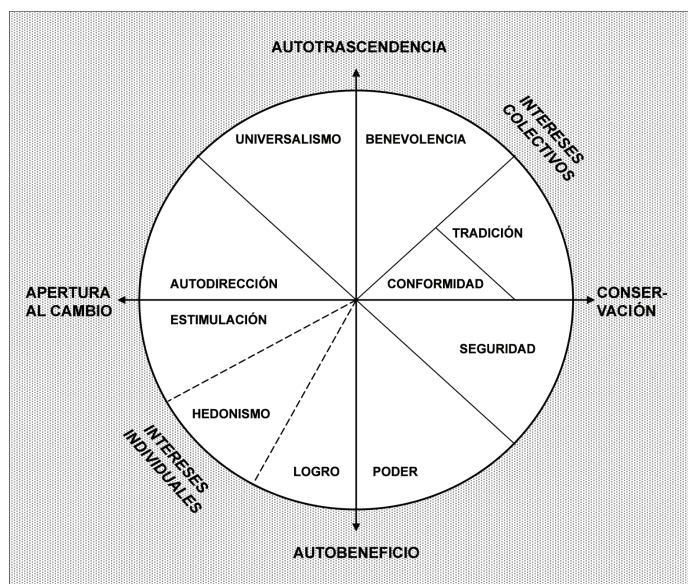 AUTOTRASCENDENCIA
INTERESES
COLECTIVOS
UNIVERSALISMO
BENEVOLENCIA
TRADICIÓN
AUTODIRECCIÓN
CONFORMIDAD
APERTURA
AL CAMBIO
CONSER-
VACIÓN
ESTIMULACIÓN
SEGURIDAD
HEDONISMO
INTERESES
INDIVIDUALES
LOGRO
PODER
AUTOBENEFICIO